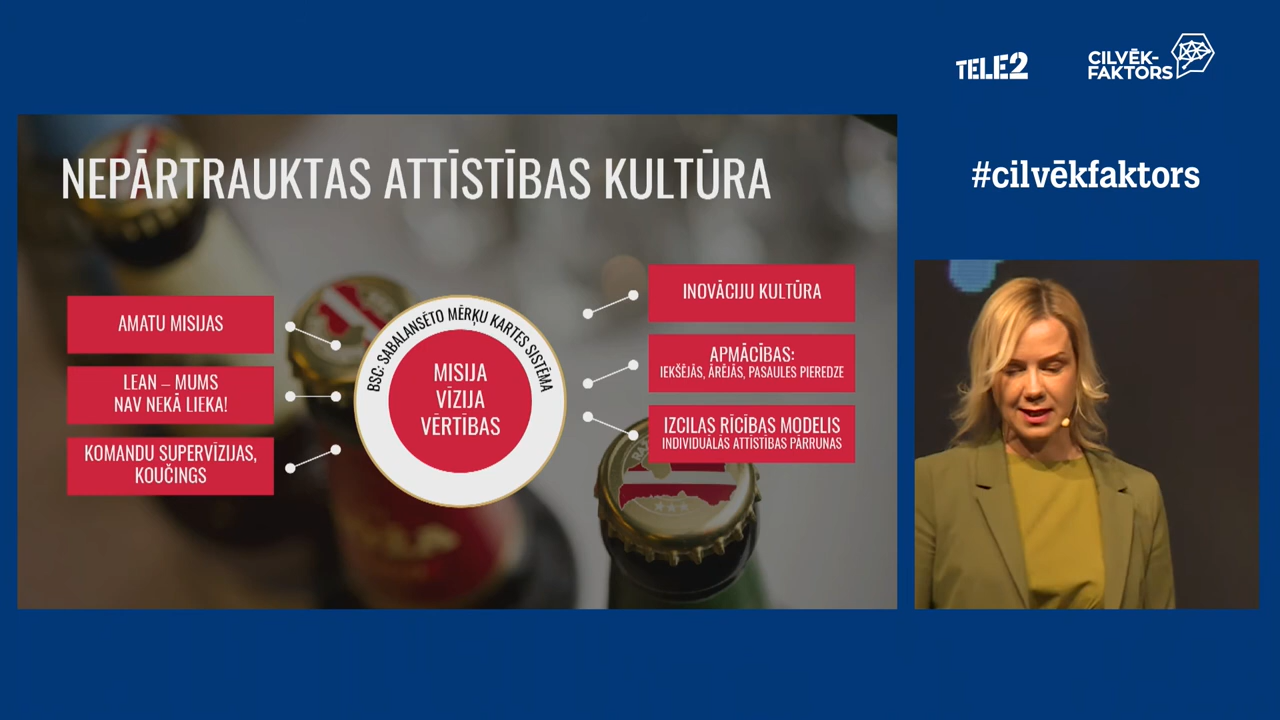 TELE2
CILVĒK-
FAKTORS
#cilvēkfaktors
NEPĀRTRAUKTAS ATTĪSTĪBAS KULTŪRA
AMATU MISIJAS
LEAN – MUMS
NAV NEKĀ LIEKA!
KOMANDU SUPERVĪZIJAS,
KOUČINGS
BSC: SABALANSĒTO MĒRĶU KARTES SISTĒMA
MISIJA
VĪZIJA
VĒRTĪBAS
INOVĀCIJU KULTŪRA
APMĀCĪBAS:
IEKŠĒJĀS, ĀRĒJĀS, PASAULES PIEREDZE
IZCILAS RĪCĪBAS MODELIS
INDIVIDUĀLĀS ATTĪSTĪBAS PĀRRUNAS